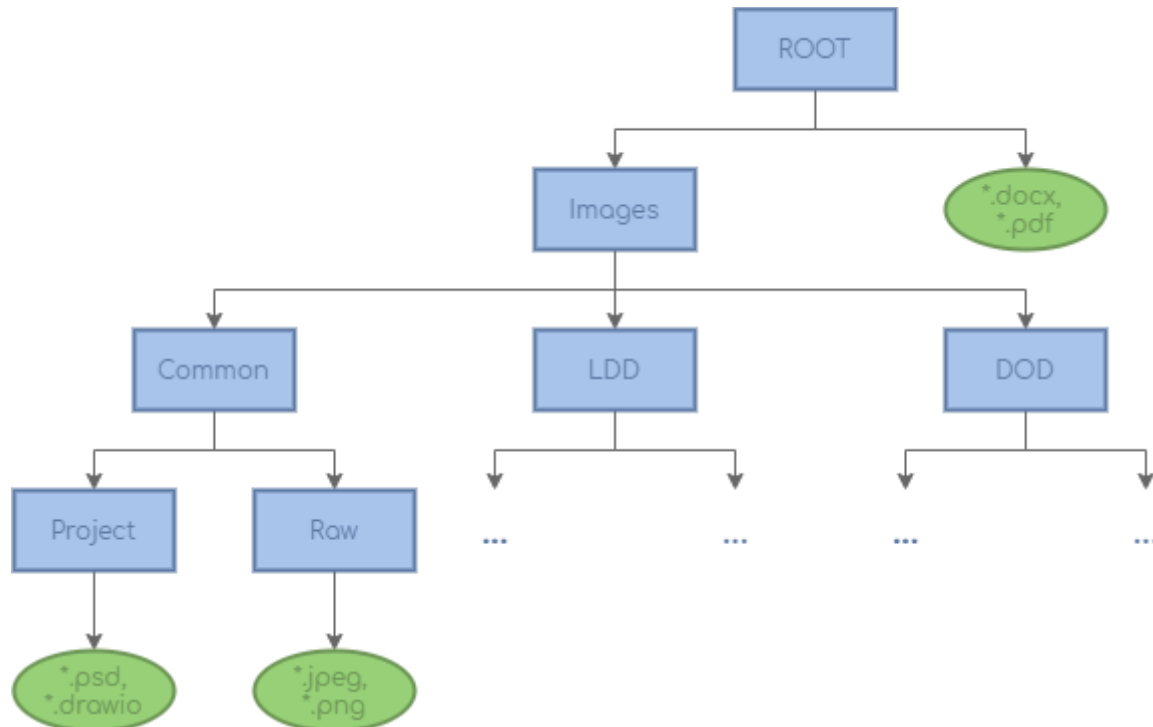 ROOT
Images
*.docx,
*.pdf
Common
LDD
DOD
Project
Raw
...
...
...
...
*.psd,
*.drawio
*.jpeg,
*.png